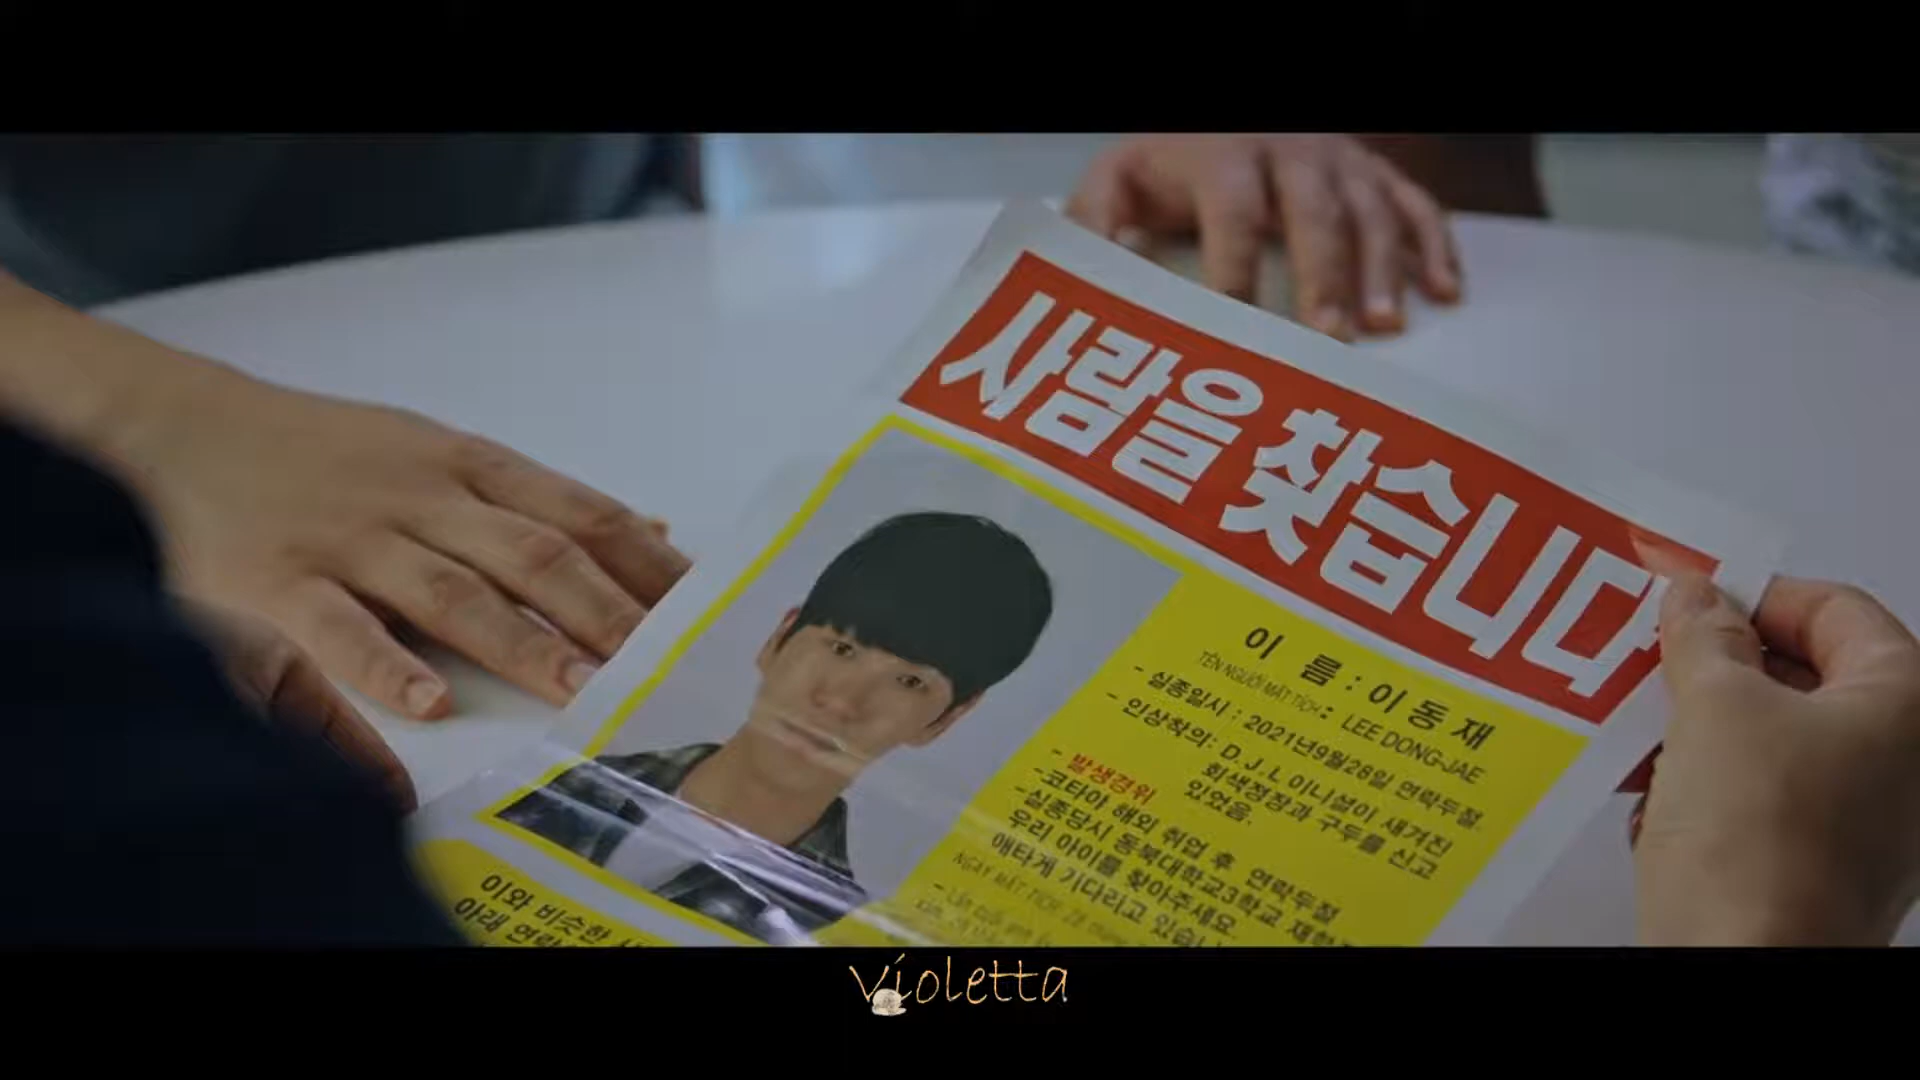 사람을 찾습니다
이 름 : 이동재
TÊN NGƯỜI MẤT TÍCH : LEE DONG-JAE
- 실종일시 : 2021년9월28일 연락두절.
- 인상착의: D.J.L 이니셜이 새겨진
회색정장과 구두를 신고
있었음.
- 발생경위
-코타야 해외 취업 후 연락두절
-실종당시 동북대학교3학교 재학
우리 아이를 찾아주세요.
애타게 기다리고 있습니
NGÀY MẤT TÍCH: 28
이와 비슷한
아래
Violetta